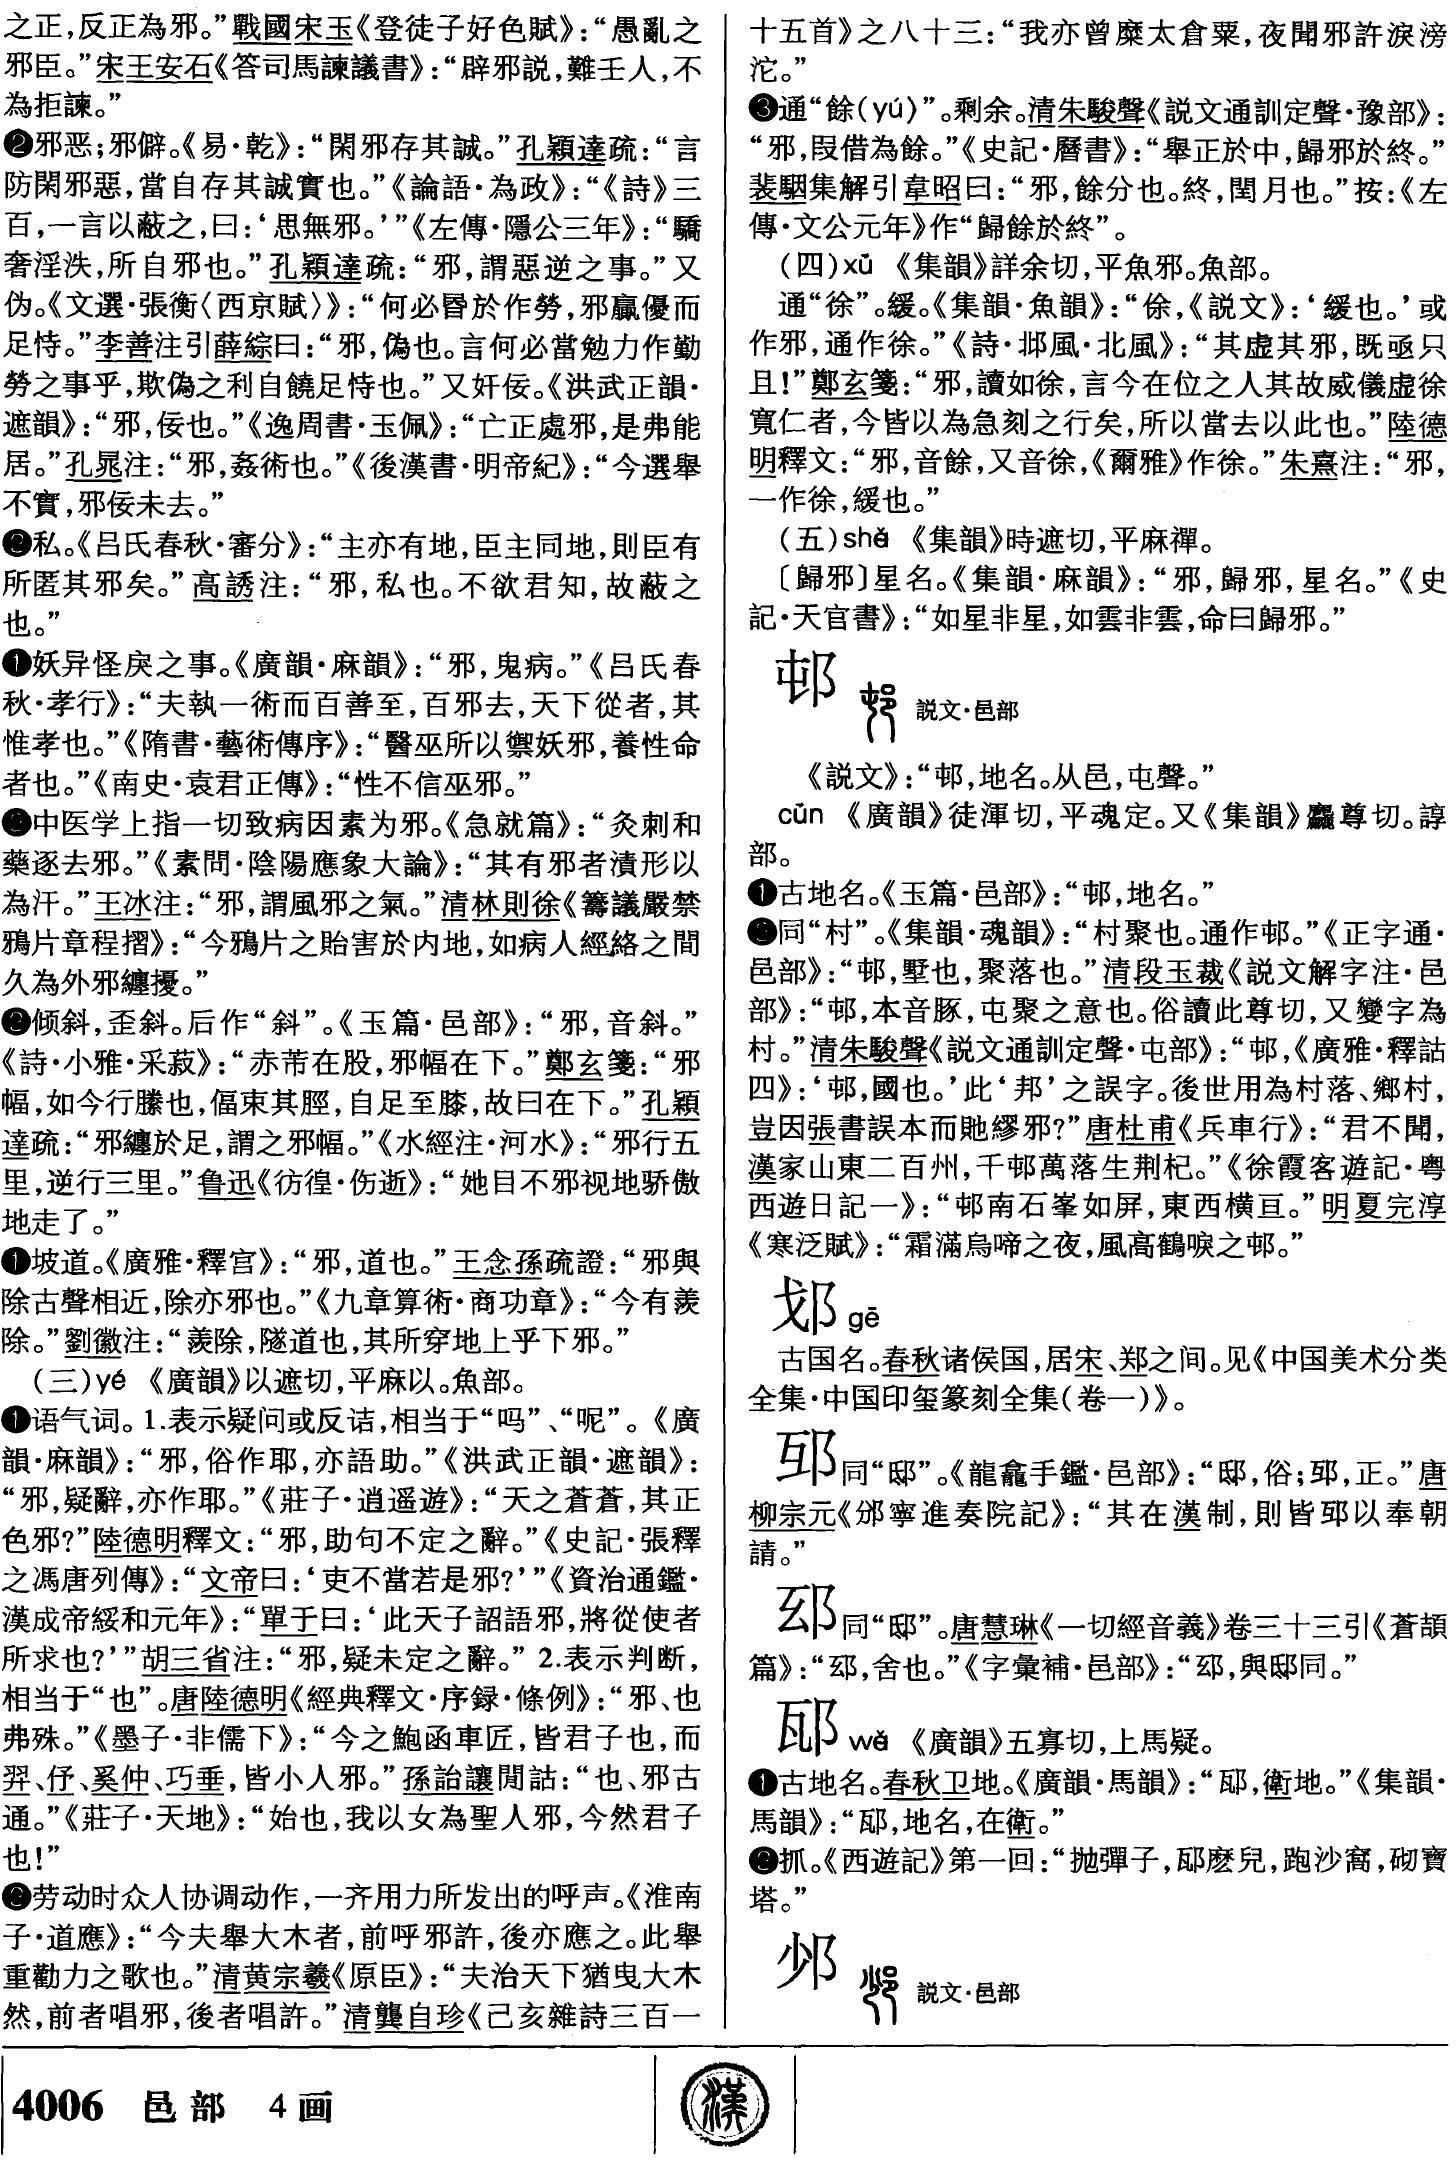 之正，反正為邪。”戰國宋玉《登徒子好色賦》：“愚亂之
邪臣。”宋王安石《答司馬諫議書》：“辟邪説，難壬人，不
為拒諫。”
❷邪恶；邪僻。《易·乾》：“閑邪存其誠。”孔穎達疏：“言
防閑邪惡，當自存其誠實也。”《論語·為政》：“《詩》三
百，一言以蔽之，曰：‘思無邪。’”《左傳·隱公三年》：“驕
奢淫泆，所自邪也。”孔穎達疏：“邪，謂惡逆之事。”又
伪。《文選·張衡〈西京賦〉》：“何必昬於作勞，邪贏優而
足恃。”李善注引薛綜曰：“邪，偽也。言何必當勉力作勤
勞之事乎，欺偽之利自饒足恃也。”又奸佞。《洪武正韻·
遮韻》：“邪，佞也。”《逸周書·玉佩》：“亡正處邪，是弗能
居。”孔晁注：“邪，姦術也。”《後漢書·明帝紀》：“今選舉
不實，邪佞未去。”
私。《吕氏春秋·審分》：“主亦有地，臣主同地，則臣有
所匿其邪矣。”高誘注：“邪，私也。不欲君知，故蔽之
也。”
妖异怪戾之事。《廣韻·麻韻》：“邪，鬼病。”《吕氏春
秋·孝行》：“夫執一術而百善至，百邪去，天下從者，其
惟孝也。”《隋書·藝術傳序》：“醫巫所以禦妖邪，養性命
者也。”《南史·袁君正傳》：“性不信巫邪。”
中医学上指一切致病因素为邪。《急就篇》：“灸刺和
藥逐去邪。”《素問·陰陽應象大論》：“其有邪者漬形以
為汗。”王冰注：“邪，謂風邪之氣。”清林則徐《籌議嚴禁
鴉片章程摺》：“今鴉片之貽害於内地，如病人經絡之間
久為外邪纏擾。”
倾斜，歪斜。后作“斜”。《玉篇·邑部》：“邪，音斜。”
《詩·小雅·采菽》：“赤芾在股，邪幅在下。”鄭玄箋：“邪
幅，如今行縢也，偪束其脛，自足至膝，故曰在下。”孔穎
達疏：“邪纏於足，謂之邪幅。”《水經注·河水》：“邪行五
里，逆行三里。”鲁迅《彷徨·伤逝》：“她目不邪视地骄傲
地走了。”
坡道。《廣雅·釋宫》：“邪，道也。”王念孫疏證：“邪與
除古聲相近，除亦邪也。”《九章算術·商功章》：“今有羨
除。”劉徽注：“羨除，隧道也，其所穿地上乎下邪。”
（三）yé 《廣韻》以遮切，平麻以。魚部。
❶语气词。1.表示疑问或反诘，相当于“吗”、“呢”。《廣
韻·麻韻》：“邪，俗作耶，亦語助。”《洪武正韻·遮韻》：
“邪，疑辭，亦作耶。”《莊子·逍遥遊》：“天之蒼蒼，其正
色邪？”陸德明釋文：“邪，助句不定之辭。”《史記·張釋
之馮唐列傳》：“文帝曰：‘吏不當若是邪？’”《資治通鑑·
漢成帝綏和元年》：“單于曰：‘此天子詔語邪，將從使者
所求也？’”胡三省注：“邪，疑未定之辭。” 2.表示判断，
相当于“也”。唐陸德明《經典釋文·序録·條例》：“邪、也
弗殊。”《墨子·非儒下》：“今之鮑函車匠，皆君子也，而
羿、伃、奚仲、巧垂，皆小人邪。”孫詒讓閒詁：“也、邪古
通。”《莊子·天地》：“始也，我以女為聖人邪，今然君子
也！”
❷劳动时众人协调动作，一齐用力所发出的呼声。《淮南
子·道應》：“今夫舉大木者，前呼邪許，後亦應之。此舉
重勸力之歌也。”清黄宗羲《原臣》：“夫治天下猶曳大木
然，前者唱邪，後者唱許。”清龔自珍《己亥雜詩三百一
十五首》之八十三：“我亦曾糜太倉粟，夜聞邪許淚滂
沱。”
❸通“餘（yú）”。剩余。清朱駿聲《説文通訓定聲·豫部》：
“邪，叚借為餘。”《史記·曆書》：“舉正於中，歸邪於終。”
裴駰集解引韋昭曰：“邪，餘分也。終，閏月也。”按：《左
傳·文公元年》作“歸餘於終”。
（四）xú 《集韻》詳余切，平魚邪。魚部。
通“徐”。緩。《集韻·魚韻》：“俆，《説文》：‘緩也。’或
作邪，通作徐。”《詩·邶風·北風》：“其虚其邪，既亟只
且！”鄭玄箋：“邪，讀如徐，言今在位之人其故威儀虚徐
寬仁者，今皆以為急刻之行矣，所以當去以此也。”陸德
明釋文：“邪，音餘，又音徐，《爾雅》作徐。”朱熹注：“邪，
一作徐，緩也。”
（五）shé 《集韻》時遮切，平麻禪。
〔歸邪〕星名。《集韻·麻韻》：“邪，歸邪，星名。”《史
記·天官書》：“如星非星，如雲非雲，命曰歸邪。”
邨 説文·邑部
《説文》：“邨，地名。从邑，屯聲。”
cūn 《廣韻》徒渾切，平魂定。又《集韻》麤尊切。諄
部。
❶古地名。《玉篇·邑部》：“邨，地名。”
❷同“村”。《集韻·魂韻》：“村聚也。通作邨。”《正字通·
邑部》：“邨，墅也，聚落也。”清段玉裁《説文解字注·邑
部》：“邨，本音豚，屯聚之意也。俗讀此尊切，又變字為
村。”清朱駿聲《説文通訓定聲·屯部》：“邨，《廣雅·釋詁
四》：‘邨，國也。’此‘邦’之誤字。後世用為村落、鄉村，
豈因張書誤本而貤繆邪？”唐杜甫《兵車行》：“君不聞，
漢家山東二百州，千邨萬落生荆杞。”《徐霞客遊記·粤
西遊日記一》：“邨南石峯如屏，東西横亘。”明夏完淳
《寒泛賦》：“霜滿烏啼之夜，風高鶴唳之邨。”
gē
古国名。春秋诸侯国，居宋、郑之间。见《中国美术分类
全集·中国印玺篆刻全集（卷一）》。
同“邸”。《龍龕手鑑·邑部》：“邸，俗；，正。”唐
柳宗元《邠寧進奏院記》：“其在漢制，則皆以奉朝
請。”
同“邸”。唐慧琳《一切經音義》卷三十三引《蒼頡
篇》：“，舍也。”《字彙補·邑部》：“，與邸同。”
邷 wǎ 《廣韻》五寡切，上馬疑。
❶古地名。春秋卫地。《廣韻·馬韻》：“邷，衛地。”《集韻·
馬韻》：“邷，地名，在衛。”
❷抓。《西遊記》第一回：“抛彈子，邷麽兒，跑沙窩，砌寶
塔。”
䢵 説文·邑部
4006 邑部 4画
漢